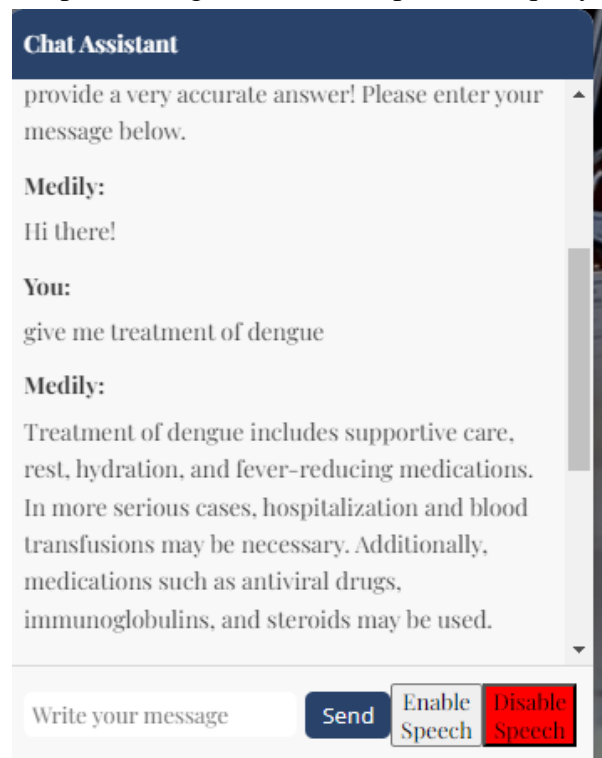 Chat Assistant
provide a very accurate answer! Please enter your
message below.
Medily:
Hi there!
You:
give me treatment of dengue
Medily:
Treatment of dengue includes supportive care,
rest, hydration, and fever-reducing medications.
In more serious cases, hospitalization and blood
transfusions may be necessary. Additionally,
medications such as antiviral drugs,
immunoglobulins, and steroids may be used.
Write your message
Send
Enable
Speech
Disable
Speech